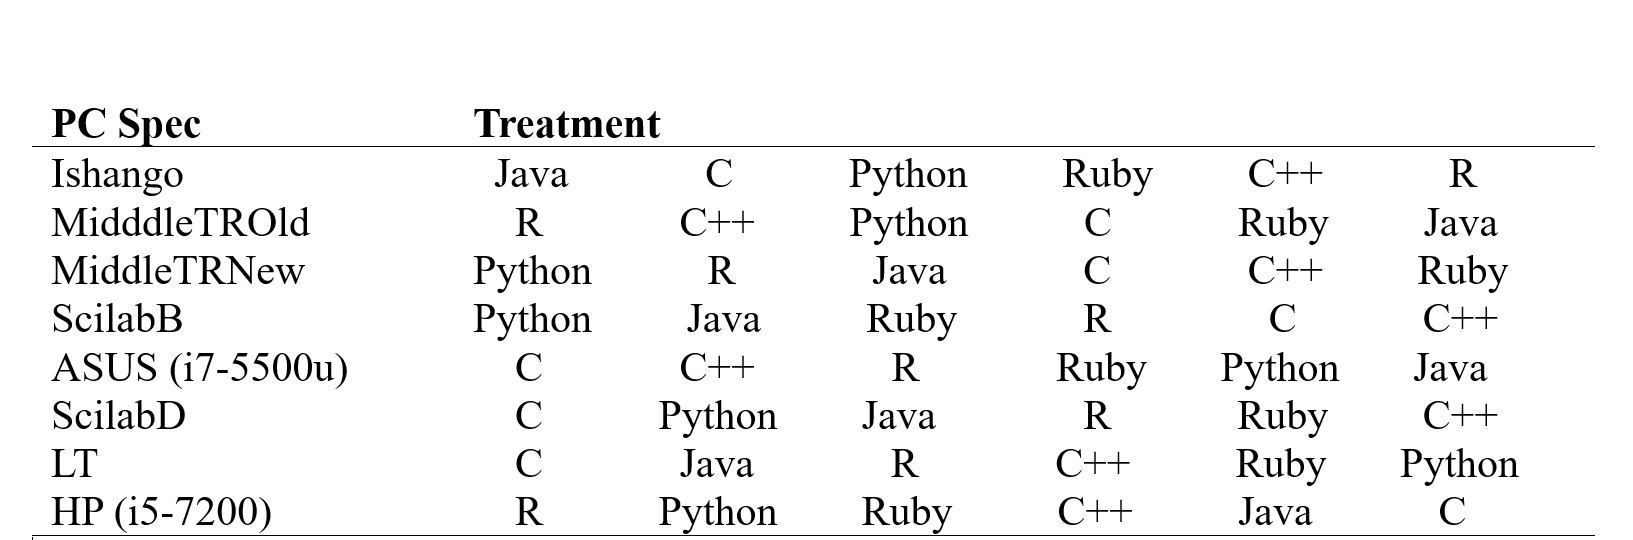 PC Spec Treatment
Ishango Java C Python Ruby C++ R
MidddleTROld R C++ Python C Ruby Java
MiddleTRNew Python R Java C C++ Ruby
ScilabB Python Java Ruby R C C++
ASUS (i7-5500u) C C++ R Ruby Python Java
ScilabD C Python Java R Ruby C++
LT C Java R C++ Ruby Python
HP (i5-7200) R Python Ruby C++ Java C